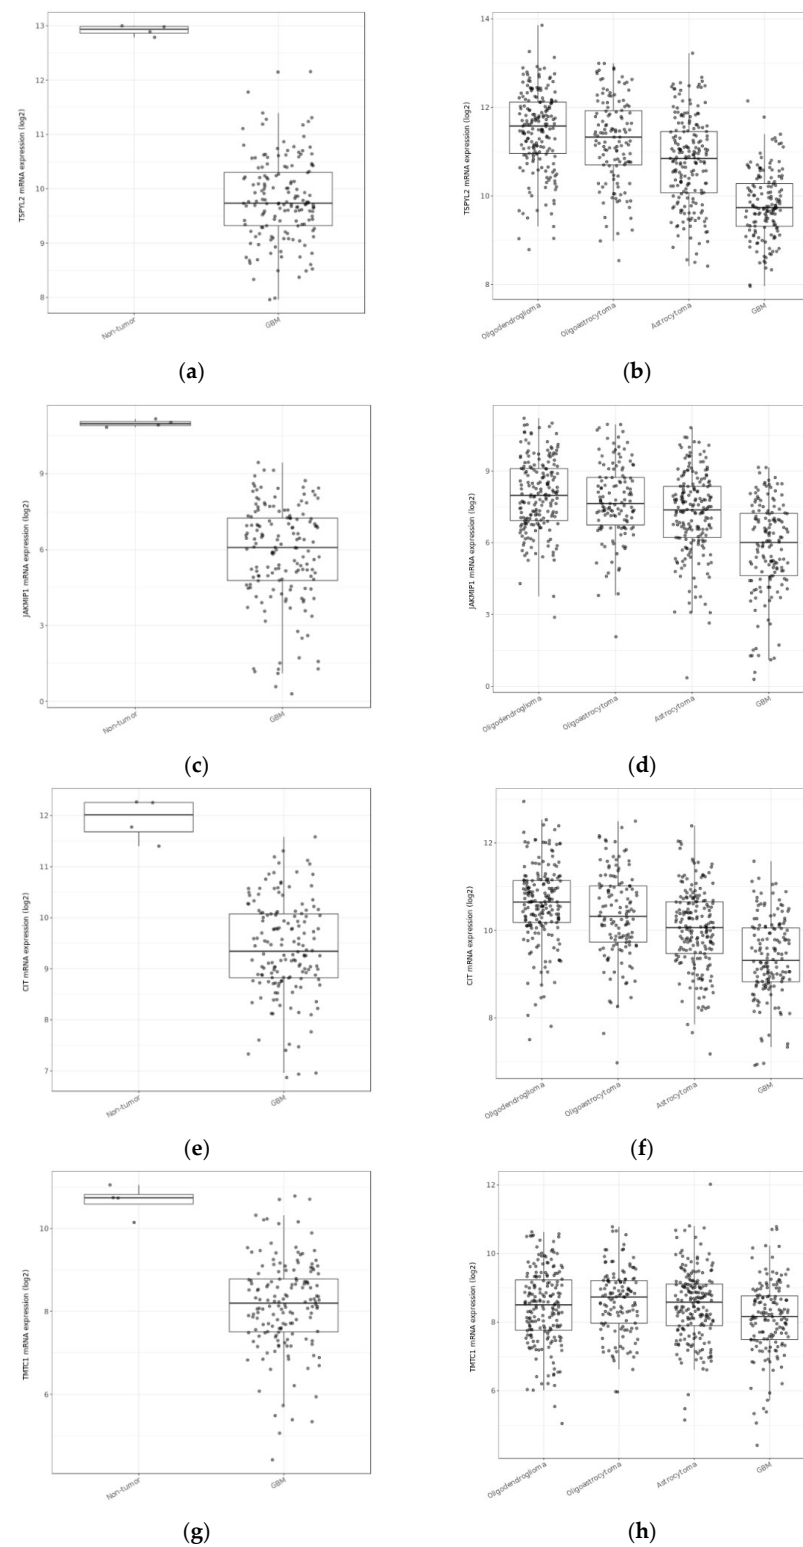 TSPYL2 mRNA expression (log2)
13
12
11
10
9
8
Non-tumor
GBM
(a)
TSPYL2 mRNA expression (log2)
14
12
10
8
Oligodendroglioma
Oligoastrocytoma
Astrocytoma
GBM
(b)
JAKMIP1 mRNA expression (log2)
9
6
3
0
Non-tumor
GBM
(c)
JAKMIP1 mRNA expression (log2)
9
6
3
0
Oligodendroglioma
Oligoastrocytoma
Astrocytoma
GBM
(d)
CIT mRNA expression (log2)
12
11
10
9
8
7
Non-tumor
GBM
(e)
CIT mRNA expression (log2)
12
10
8
Oligodendroglioma
Oligoastrocytoma
Astrocytoma
GBM
(f)
TMTC1 mRNA expression (log2)
10
8
6
Non-tumor
GBM
(g)
TMTC1 mRNA expression (log2)
12
10
8
6
Oligodendroglioma
Oligoastrocytoma
Astrocytoma
GBM
(h)